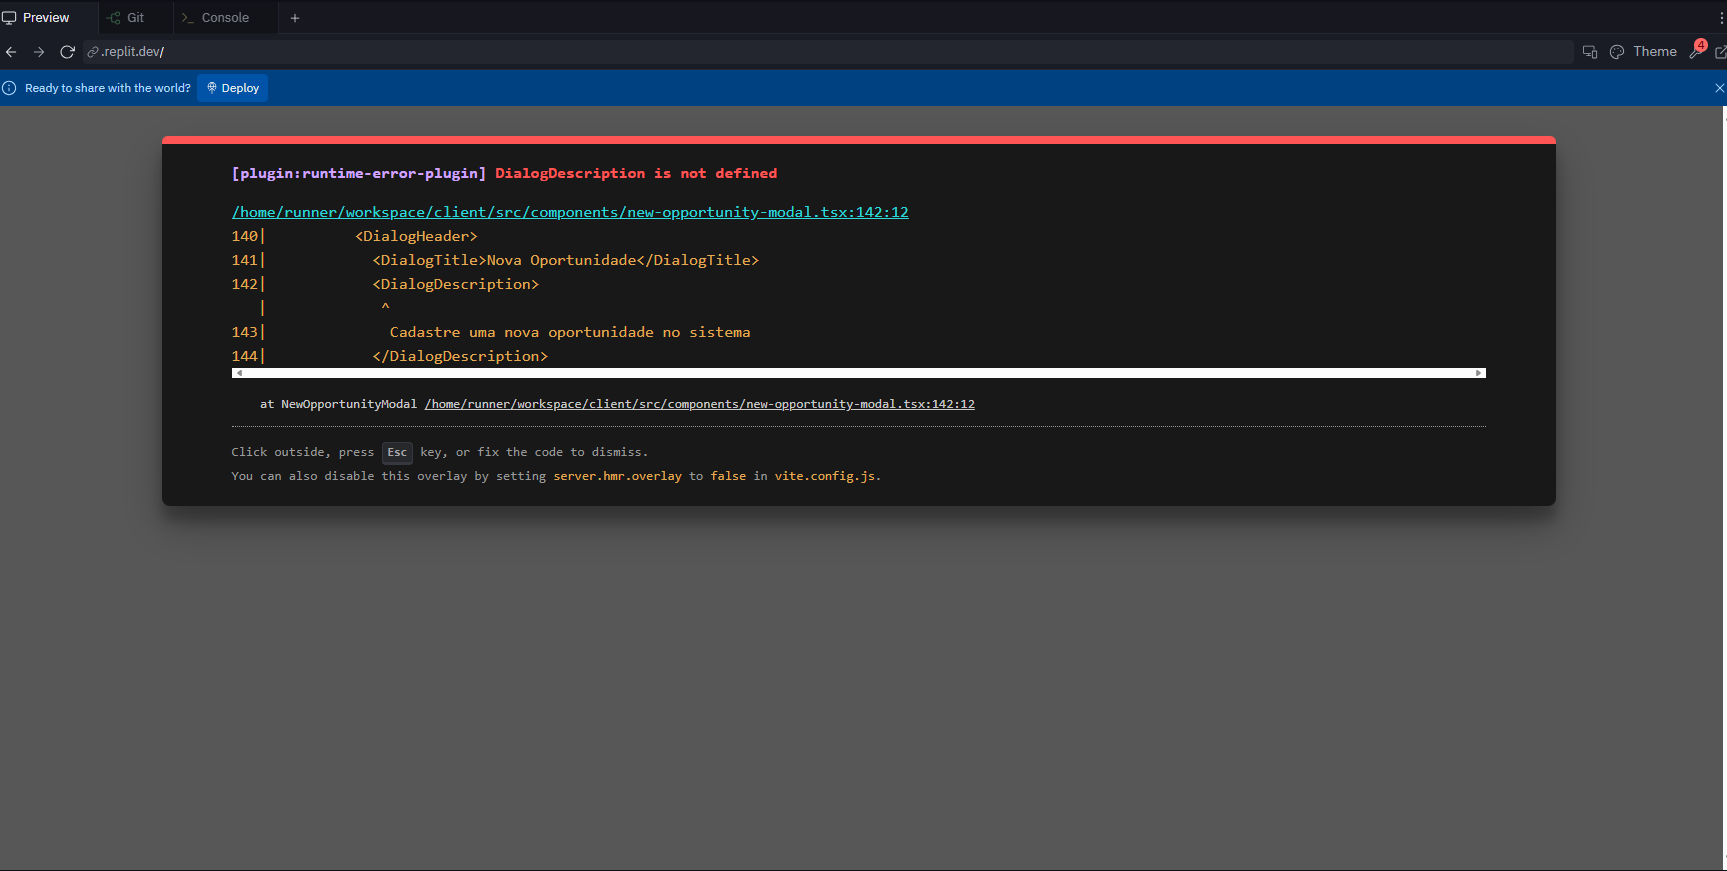 Preview
Git
Console
.replit.dev/
Theme
4
Ready to share with the world?
Deploy
[plugin:runtime-error-plugin] DialogDescription is not defined
/home/runner/workspace/client/src/components/new-opportunity-modal.tsx:142:12
140|          <DialogHeader>
141|            <DialogTitle>Nova Oportunidade</DialogTitle>
142|            <DialogDescription>
   |             ^
143|              Cadastre uma nova oportunidade no sistema
144|            </DialogDescription>
at NewOpportunityModal /home/runner/workspace/client/src/components/new-opportunity-modal.tsx:142:12
Click outside, press Esc key, or fix the code to dismiss.
You can also disable this overlay by setting server.hmr.overlay to false in vite.config.js.